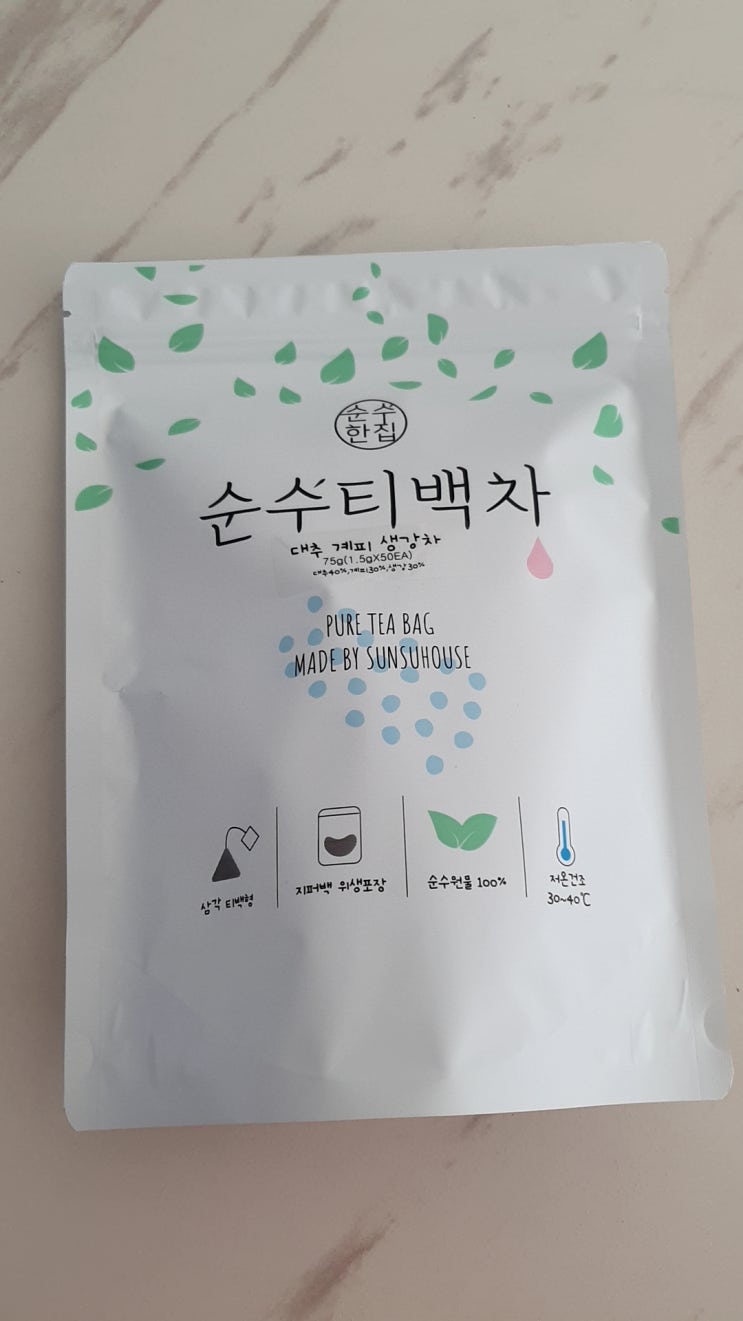 순수
한집
순수티백차
대추 계피 생강차
75g(1.5gX50EA)
대추40%,계피30%,생강30%
PURE TEA BAG
MADE BY SUNSUHOUSE
삼각 티백형
지퍼백 위생포장
순수원물 100%
저온건조
30~40℃